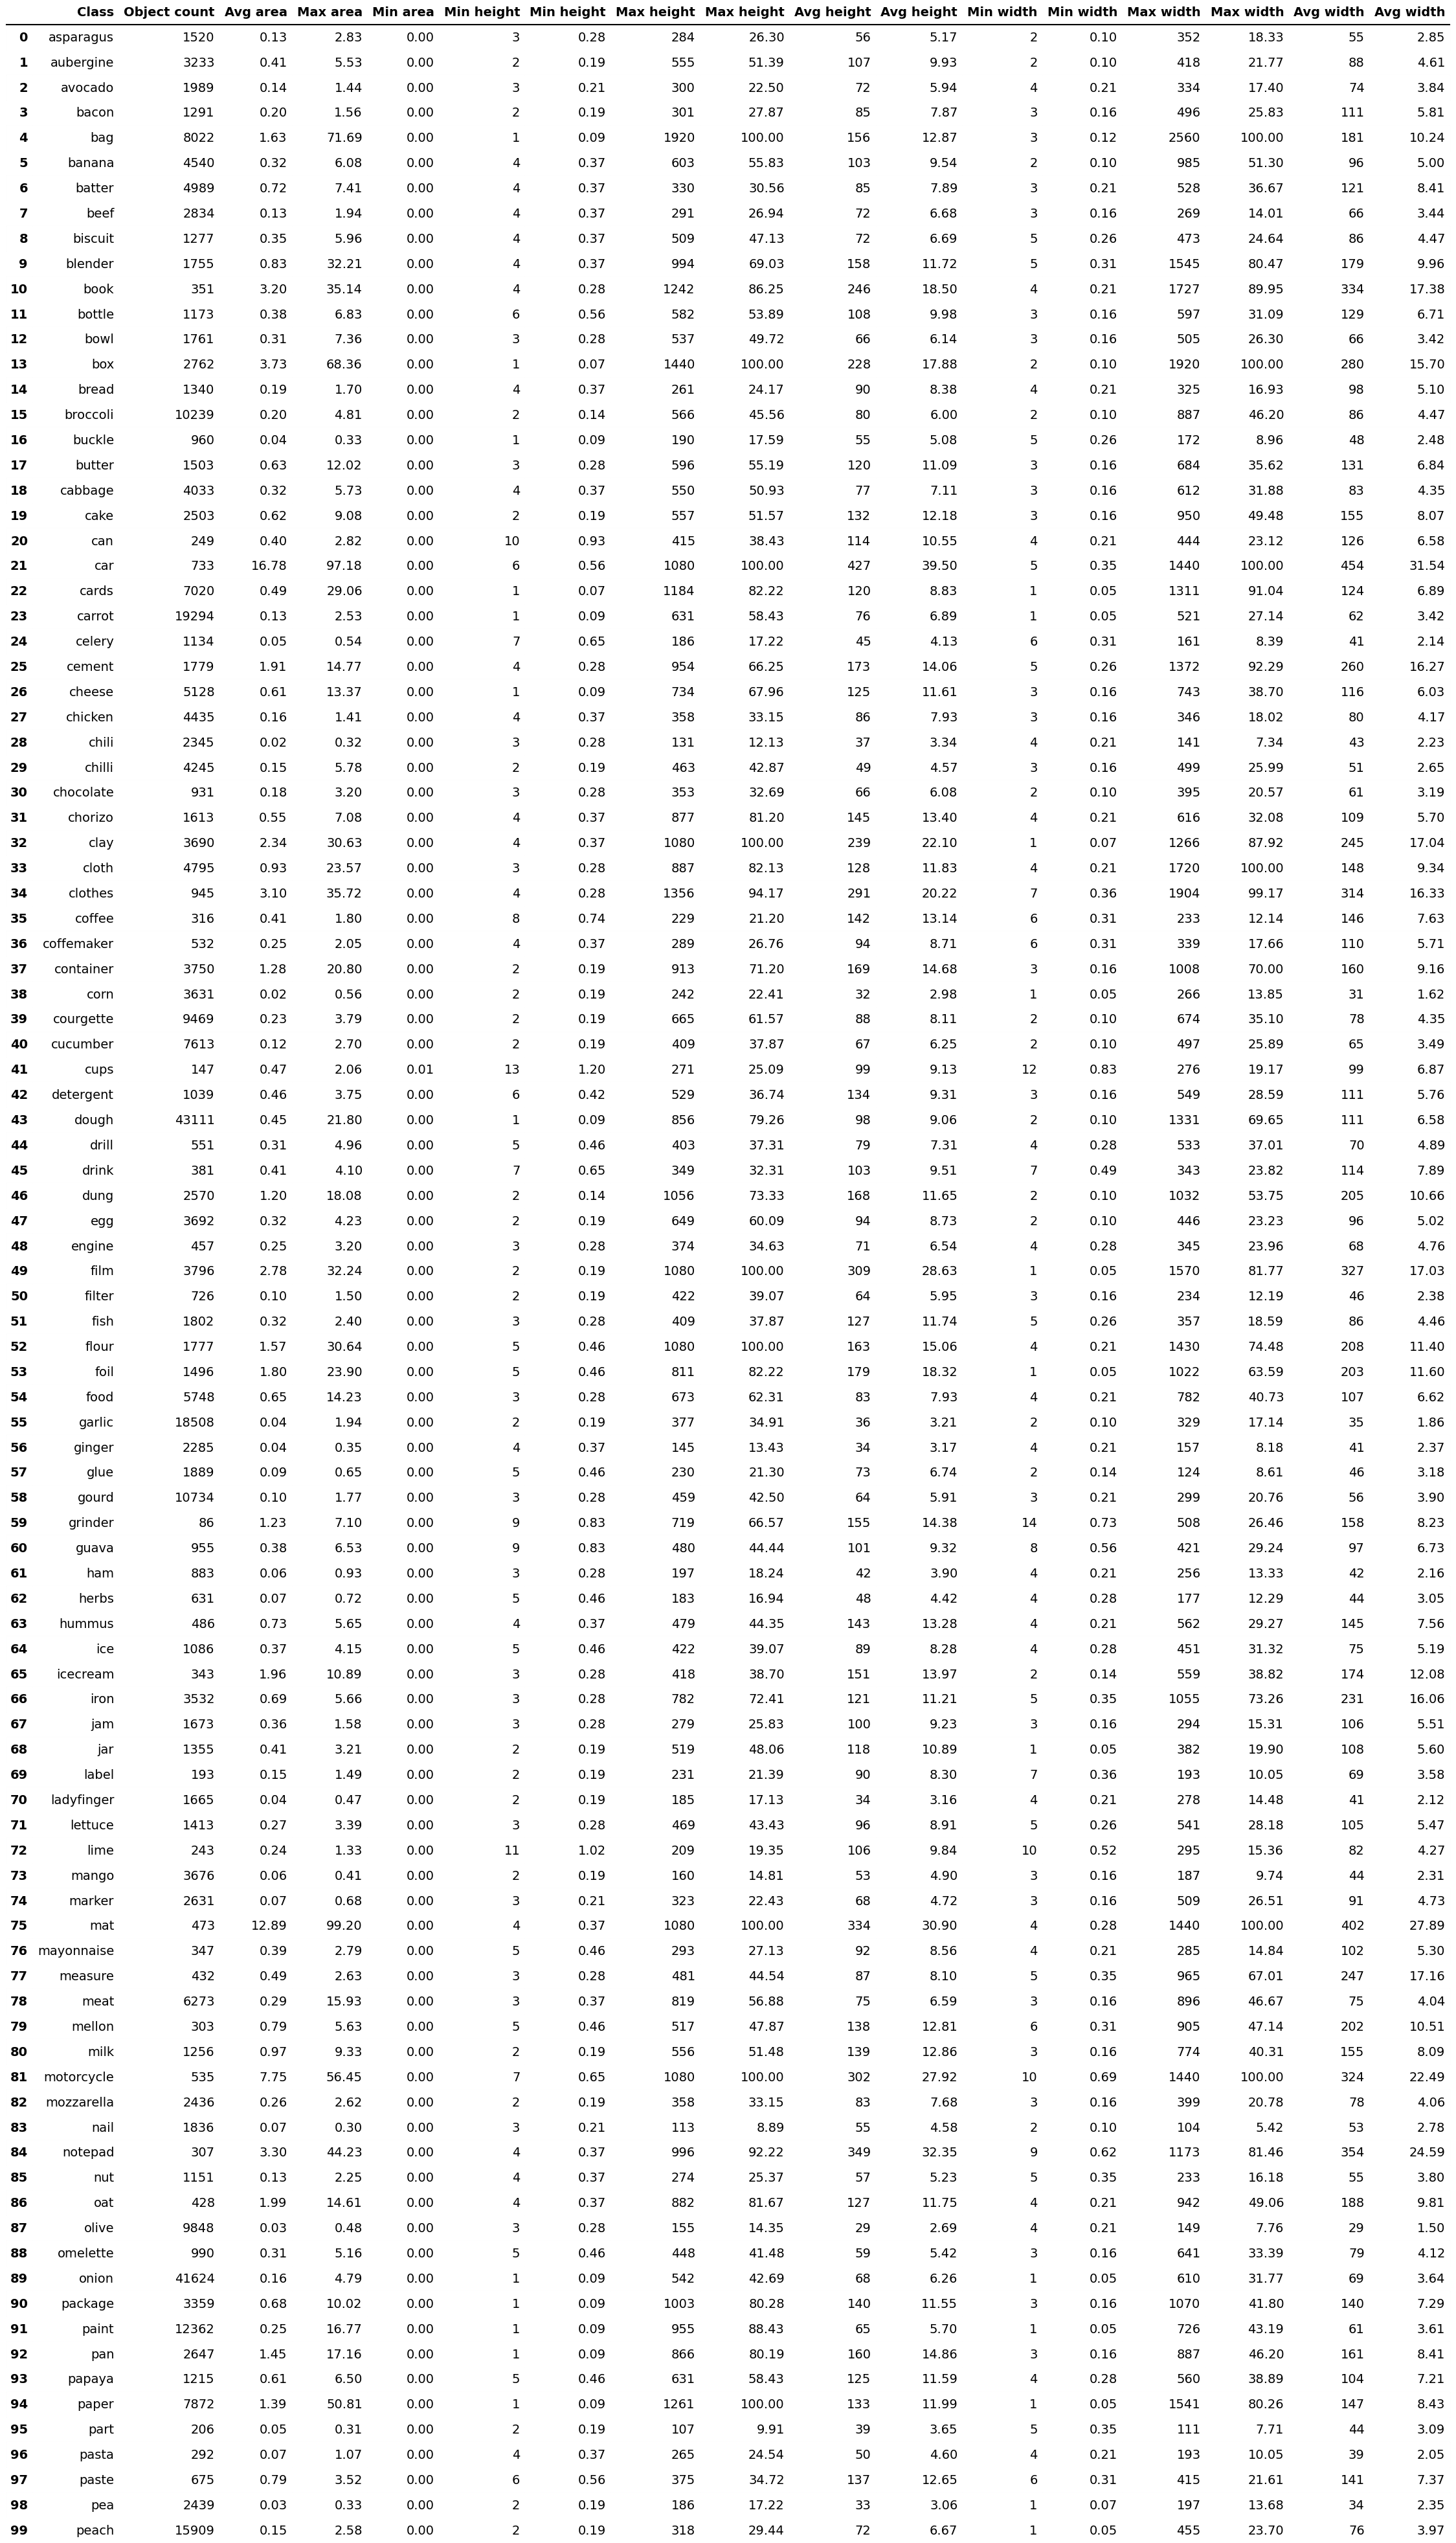 Class Object count Avg area Max area Min area Min height Min height Max height Max height Avg height Avg height Min width Min width Max width Max width Avg width Avg width
0 asparagus 1520 0.13 2.83 0.00 3 0.28 284 26.30 56 5.17 2 0.10 352 18.33 55 2.85
1 aubergine 3233 0.41 5.53 0.00 2 0.19 555 51.39 107 9.93 2 0.10 418 21.77 88 4.61
2 avocado 1989 0.14 1.44 0.00 3 0.21 300 22.50 72 5.94 4 0.21 334 17.40 74 3.84
3 bacon 1291 0.20 1.56 0.00 2 0.19 301 27.87 85 7.87 3 0.16 496 25.83 111 5.81
4 bag 8022 1.63 71.69 0.00 1 0.09 1920 100.00 156 12.87 3 0.12 2560 100.00 181 10.24
5 banana 4540 0.32 6.08 0.00 4 0.37 603 55.83 103 9.54 2 0.10 985 51.30 96 5.00
6 batter 4989 0.72 7.41 0.00 4 0.37 330 30.56 85 7.89 3 0.21 528 36.67 121 8.41
7 beef 2834 0.13 1.94 0.00 4 0.37 291 26.94 72 6.68 3 0.16 269 14.01 66 3.44
8 biscuit 1277 0.35 5.96 0.00 4 0.37 509 47.13 72 6.69 5 0.26 473 24.64 86 4.47
9 blender 1755 0.83 32.21 0.00 4 0.37 994 69.03 158 11.72 5 0.31 1545 80.47 179 9.96
10 book 351 3.20 35.14 0.00 4 0.28 1242 86.25 246 18.50 4 0.21 1727 89.95 334 17.38
11 bottle 1173 0.38 6.83 0.00 6 0.56 582 53.89 108 9.98 3 0.16 597 31.09 129 6.71
12 bowl 1761 0.31 7.36 0.00 3 0.28 537 49.72 66 6.14 3 0.16 505 26.30 66 3.42
13 box 2762 3.73 68.36 0.00 1 0.07 1440 100.00 228 17.88 2 0.10 1920 100.00 280 15.70
14 bread 1340 0.19 1.70 0.00 4 0.37 261 24.17 90 8.38 4 0.21 325 16.93 98 5.10
15 broccoli 10239 0.20 4.81 0.00 2 0.14 566 45.56 80 6.00 2 0.10 887 46.20 86 4.47
16 buckle 960 0.04 0.33 0.00 1 0.09 190 17.59 55 5.08 5 0.26 172 8.96 48 2.48
17 butter 1503 0.63 12.02 0.00 3 0.28 596 55.19 120 11.09 3 0.16 684 35.62 131 6.84
18 cabbage 4033 0.32 5.73 0.00 4 0.37 550 50.93 77 7.11 3 0.16 612 31.88 83 4.35
19 cake 2503 0.62 9.08 0.00 2 0.19 557 51.57 132 12.18 3 0.16 950 49.48 155 8.07
20 can 249 0.40 2.82 0.00 10 0.93 415 38.43 114 10.55 4 0.21 444 23.12 126 6.58
21 car 733 16.78 97.18 0.00 6 0.56 1080 100.00 427 39.50 5 0.35 1440 100.00 454 31.54
22 cards 7020 0.49 29.06 0.00 1 0.07 1184 82.22 120 8.83 1 0.05 1311 91.04 124 6.89
23 carrot 19294 0.13 2.53 0.00 1 0.09 631 58.43 76 6.89 1 0.05 521 27.14 62 3.42
24 celery 1134 0.05 0.54 0.00 7 0.65 186 17.22 45 4.13 6 0.31 161 8.39 41 2.14
25 cement 1779 1.91 14.77 0.00 4 0.28 954 66.25 173 14.06 5 0.26 1372 92.29 260 16.27
26 cheese 5128 0.61 13.37 0.00 1 0.09 734 67.96 125 11.61 3 0.16 743 38.70 116 6.03
27 chicken 4435 0.16 1.41 0.00 4 0.37 358 33.15 86 7.93 3 0.16 346 18.02 80 4.17
28 chili 2345 0.02 0.32 0.00 3 0.28 131 12.13 37 3.34 4 0.21 141 7.34 43 2.23
29 chilli 4245 0.15 5.78 0.00 2 0.19 463 42.87 49 4.57 3 0.16 499 25.99 51 2.65
30 chocolate 931 0.18 3.20 0.00 3 0.28 353 32.69 66 6.08 2 0.10 395 20.57 61 3.19
31 chorizo 1613 0.55 7.08 0.00 4 0.37 877 81.20 145 13.40 4 0.21 616 32.08 109 5.70
32 clay 3690 2.34 30.63 0.00 4 0.37 1080 100.00 239 22.10 1 0.07 1266 87.92 245 17.04
33 cloth 4795 0.93 23.57 0.00 3 0.28 887 82.13 128 11.83 4 0.21 1720 100.00 148 9.34
34 clothes 945 3.10 35.72 0.00 4 0.28 1356 94.17 291 20.22 7 0.36 1904 99.17 314 16.33
35 coffee 316 0.41 1.80 0.00 8 0.74 229 21.20 142 13.14 6 0.31 233 12.14 146 7.63
36 coffemaker 532 0.25 2.05 0.00 4 0.37 289 26.76 94 8.71 6 0.31 339 17.66 110 5.71
37 container 3750 1.28 20.80 0.00 2 0.19 913 71.20 169 14.68 3 0.16 1008 70.00 160 9.16
38 corn 3631 0.02 0.56 0.00 2 0.19 242 22.41 32 2.98 1 0.05 266 13.85 31 1.62
39 courgette 9469 0.23 3.79 0.00 2 0.19 665 61.57 88 8.11 2 0.10 674 35.10 78 4.35
40 cucumber 7613 0.12 2.70 0.00 2 0.19 409 37.87 67 6.25 2 0.10 497 25.89 65 3.49
41 cups 147 0.47 2.06 0.01 13 1.20 271 25.09 99 9.13 12 0.83 276 19.17 99 6.87
42 detergent 1039 0.46 3.75 0.00 6 0.42 529 36.74 134 9.31 3 0.16 549 28.59 111 5.76
43 dough 43111 0.45 21.80 0.00 1 0.09 856 79.26 98 9.06 2 0.10 1331 69.65 111 6.58
44 drill 551 0.31 4.96 0.00 5 0.46 403 37.31 79 7.31 4 0.28 533 37.01 70 4.89
45 drink 381 0.41 4.10 0.00 7 0.65 349 32.31 103 9.51 7 0.49 343 23.82 114 7.89
46 dung 2570 1.20 18.08 0.00 2 0.14 1056 73.33 168 11.65 2 0.10 1032 53.75 205 10.66
47 egg 3692 0.32 4.23 0.00 2 0.19 649 60.09 94 8.73 2 0.10 446 23.23 96 5.02
48 engine 457 0.25 3.20 0.00 3 0.28 374 34.63 71 6.54 4 0.28 345 23.96 68 4.76
49 film 3796 2.78 32.24 0.00 2 0.19 1080 100.00 309 28.63 1 0.05 1570 81.77 327 17.03
50 filter 726 0.10 1.50 0.00 2 0.19 422 39.07 64 5.95 3 0.16 234 12.19 46 2.38
51 fish 1802 0.32 2.40 0.00 3 0.28 409 37.87 127 11.74 5 0.26 357 18.59 86 4.46
52 flour 1777 1.57 30.64 0.00 5 0.46 1080 100.00 163 15.06 4 0.21 1430 74.48 208 11.40
53 foil 1496 1.80 23.90 0.00 5 0.46 811 82.22 179 18.32 1 0.05 1022 63.59 203 11.60
54 food 5748 0.65 14.23 0.00 3 0.28 673 62.31 83 7.93 4 0.21 782 40.73 107 6.62
55 garlic 18508 0.04 1.94 0.00 2 0.19 377 34.91 36 3.21 2 0.10 329 17.14 35 1.86
56 ginger 2285 0.04 0.35 0.00 4 0.37 145 13.43 34 3.17 4 0.21 157 8.18 41 2.37
57 glue 1889 0.09 0.65 0.00 5 0.46 230 21.30 73 6.74 2 0.14 124 8.61 46 3.18
58 gourd 10734 0.10 1.77 0.00 3 0.28 459 42.50 64 5.91 3 0.21 299 20.76 56 3.90
59 grinder 86 1.23 7.10 0.00 9 0.83 719 66.57 155 14.38 14 0.73 508 26.46 158 8.23
60 guava 955 0.38 6.53 0.00 9 0.83 480 44.44 101 9.32 8 0.56 421 29.24 97 6.73
61 ham 883 0.06 0.93 0.00 3 0.28 197 18.24 42 3.90 4 0.21 256 13.33 42 2.16
62 herbs 631 0.07 0.72 0.00 5 0.46 183 16.94 48 4.42 4 0.28 177 12.29 44 3.05
63 hummus 486 0.73 5.65 0.00 4 0.37 479 44.35 143 13.28 4 0.21 562 29.27 145 7.56
64 ice 1086 0.37 4.15 0.00 5 0.46 422 39.07 89 8.28 4 0.28 451 31.32 75 5.19
65 icecream 343 1.96 10.89 0.00 3 0.28 418 38.70 151 13.97 2 0.14 559 38.82 174 12.08
66 iron 3532 0.69 5.66 0.00 3 0.28 782 72.41 121 11.21 5 0.35 1055 73.26 231 16.06
67 jam 1673 0.36 1.58 0.00 3 0.28 279 25.83 100 9.23 3 0.16 294 15.31 106 5.51
68 jar 1355 0.41 3.21 0.00 2 0.19 519 48.06 118 10.89 1 0.05 382 19.90 108 5.60
69 label 193 0.15 1.49 0.00 2 0.19 231 21.39 90 8.30 7 0.36 193 10.05 69 3.58
70 ladyfinger 1665 0.04 0.47 0.00 2 0.19 185 17.13 34 3.16 4 0.21 278 14.48 41 2.12
71 lettuce 1413 0.27 3.39 0.00 3 0.28 469 43.43 96 8.91 5 0.26 541 28.18 105 5.47
72 lime 243 0.24 1.33 0.00 11 1.02 209 19.35 106 9.84 10 0.52 295 15.36 82 4.27
73 mango 3676 0.06 0.41 0.00 2 0.19 160 14.81 53 4.90 3 0.16 187 9.74 44 2.31
74 marker 2631 0.07 0.68 0.00 3 0.21 323 22.43 68 4.72 3 0.16 509 26.51 91 4.73
75 mat 473 12.89 99.20 0.00 4 0.37 1080 100.00 334 30.90 4 0.28 1440 100.00 402 27.89
76 mayonnaise 347 0.39 2.79 0.00 5 0.46 293 27.13 92 8.56 4 0.21 285 14.84 102 5.30
77 measure 432 0.49 2.63 0.00 3 0.28 481 44.54 87 8.10 5 0.35 965 67.01 247 17.16
78 meat 6273 0.29 15.93 0.00 3 0.37 819 56.88 75 6.59 3 0.16 896 46.67 75 4.04
79 mellon 303 0.79 5.63 0.00 5 0.46 517 47.87 138 12.81 6 0.31 905 47.14 202 10.51
80 milk 1256 0.97 9.33 0.00 2 0.19 556 51.48 139 12.86 3 0.16 774 40.31 155 8.09
81 motorcycle 535 7.75 56.45 0.00 7 0.65 1080 100.00 302 27.92 10 0.69 1440 100.00 324 22.49
82 mozzarella 2436 0.26 2.62 0.00 2 0.19 358 33.15 83 7.68 3 0.16 399 20.78 78 4.06
83 nail 1836 0.07 0.30 0.00 3 0.21 113 8.89 55 4.58 2 0.10 104 5.42 53 2.78
84 notepad 307 3.30 44.23 0.00 4 0.37 996 92.22 349 32.35 9 0.62 1173 81.46 354 24.59
85 nut 1151 0.13 2.25 0.00 4 0.37 274 25.37 57 5.23 5 0.35 233 16.18 55 3.80
86 oat 428 1.99 14.61 0.00 4 0.37 882 81.67 127 11.75 4 0.21 942 49.06 188 9.81
87 olive 9848 0.03 0.48 0.00 3 0.28 155 14.35 29 2.69 4 0.21 149 7.76 29 1.50
88 omelette 990 0.31 5.16 0.00 5 0.46 448 41.48 59 5.42 3 0.16 641 33.39 79 4.12
89 onion 41624 0.16 4.79 0.00 1 0.09 542 42.69 68 6.26 1 0.05 610 31.77 69 3.64
90 package 3359 0.68 10.02 0.00 1 0.09 1003 80.28 140 11.55 3 0.16 1070 41.80 140 7.29
91 paint 12362 0.25 16.77 0.00 1 0.09 955 88.43 65 5.70 1 0.05 726 43.19 61 3.61
92 pan 2647 1.45 17.16 0.00 1 0.09 866 80.19 160 14.86 3 0.16 887 46.20 161 8.41
93 papaya 1215 0.61 6.50 0.00 5 0.46 631 58.43 125 11.59 4 0.28 560 38.89 104 7.21
94 paper 7872 1.39 50.81 0.00 1 0.09 1261 100.00 133 11.99 1 0.05 1541 80.26 147 8.43
95 part 206 0.05 0.31 0.00 2 0.19 107 9.91 39 3.65 5 0.35 111 7.71 44 3.09
96 pasta 292 0.07 1.07 0.00 4 0.37 265 24.54 50 4.60 4 0.21 193 10.05 39 2.05
97 paste 675 0.79 3.52 0.00 6 0.56 375 34.72 137 12.65 6 0.31 415 21.61 141 7.37
98 pea 2439 0.03 0.33 0.00 2 0.19 186 17.22 33 3.06 1 0.07 197 13.68 34 2.35
99 peach 15909 0.15 2.58 0.00 2 0.19 318 29.44 72 6.67 1 0.05 455 23.70 76 3.97